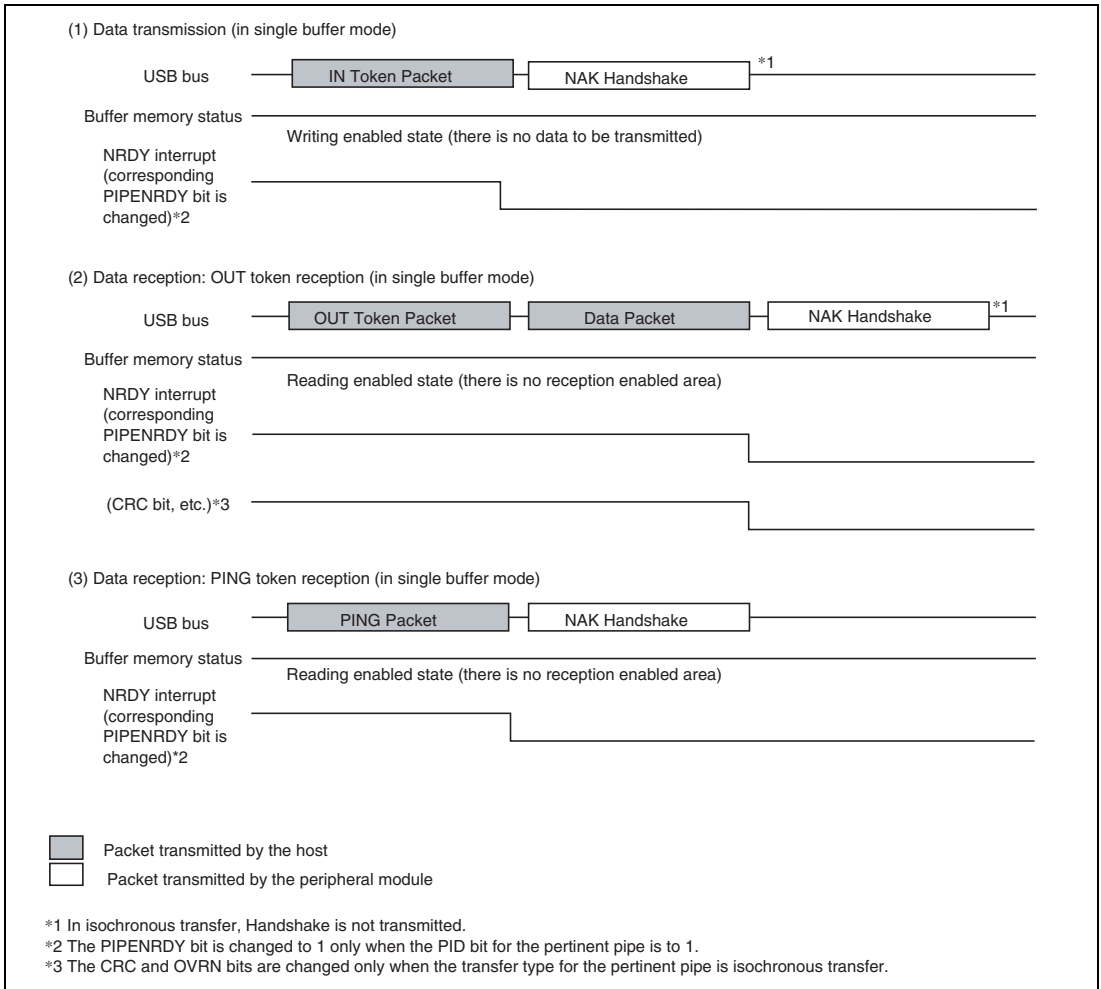 (1) Data transmission (in single buffer mode)
USB bus
IN Token Packet
NAK Handshake
*1
Buffer memory status
Writing enabled state (there is no data to be transmitted)
NRDY interrupt
(corresponding
PIPENRDY bit is
changed)*2
(2) Data reception: OUT token reception (in single buffer mode)
USB bus
OUT Token Packet
Data Packet
NAK Handshake
*1
Buffer memory status
Reading enabled state (there is no reception enabled area)
NRDY interrupt
(corresponding
PIPENRDY bit is
changed)*2
(CRC bit, etc.)*3
(3) Data reception: PING token reception (in single buffer mode)
USB bus
PING Packet
NAK Handshake
Buffer memory status
Reading enabled state (there is no reception enabled area)
NRDY interrupt
(corresponding
PIPENRDY bit is
changed)*2
Packet transmitted by the host
Packet transmitted by the peripheral module
*1 In isochronous transfer, Handshake is not transmitted.
*2 The PIPENRDY bit is changed to 1 only when the PID bit for the pertinent pipe is to 1.
*3 The CRC and OVRN bits are changed only when the transfer type for the pertinent pipe is isochronous transfer.